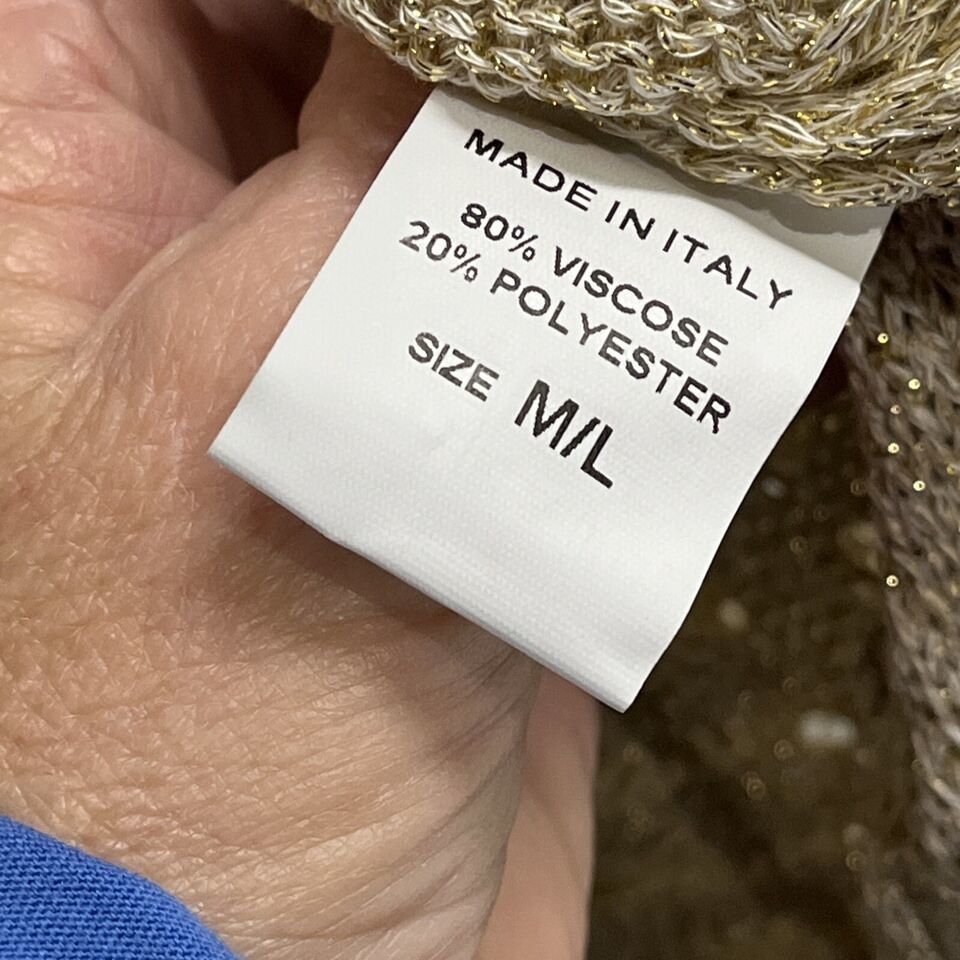 MADE IN ITALY
80% VISCOSE
20% POLYESTER
SIZE M/L